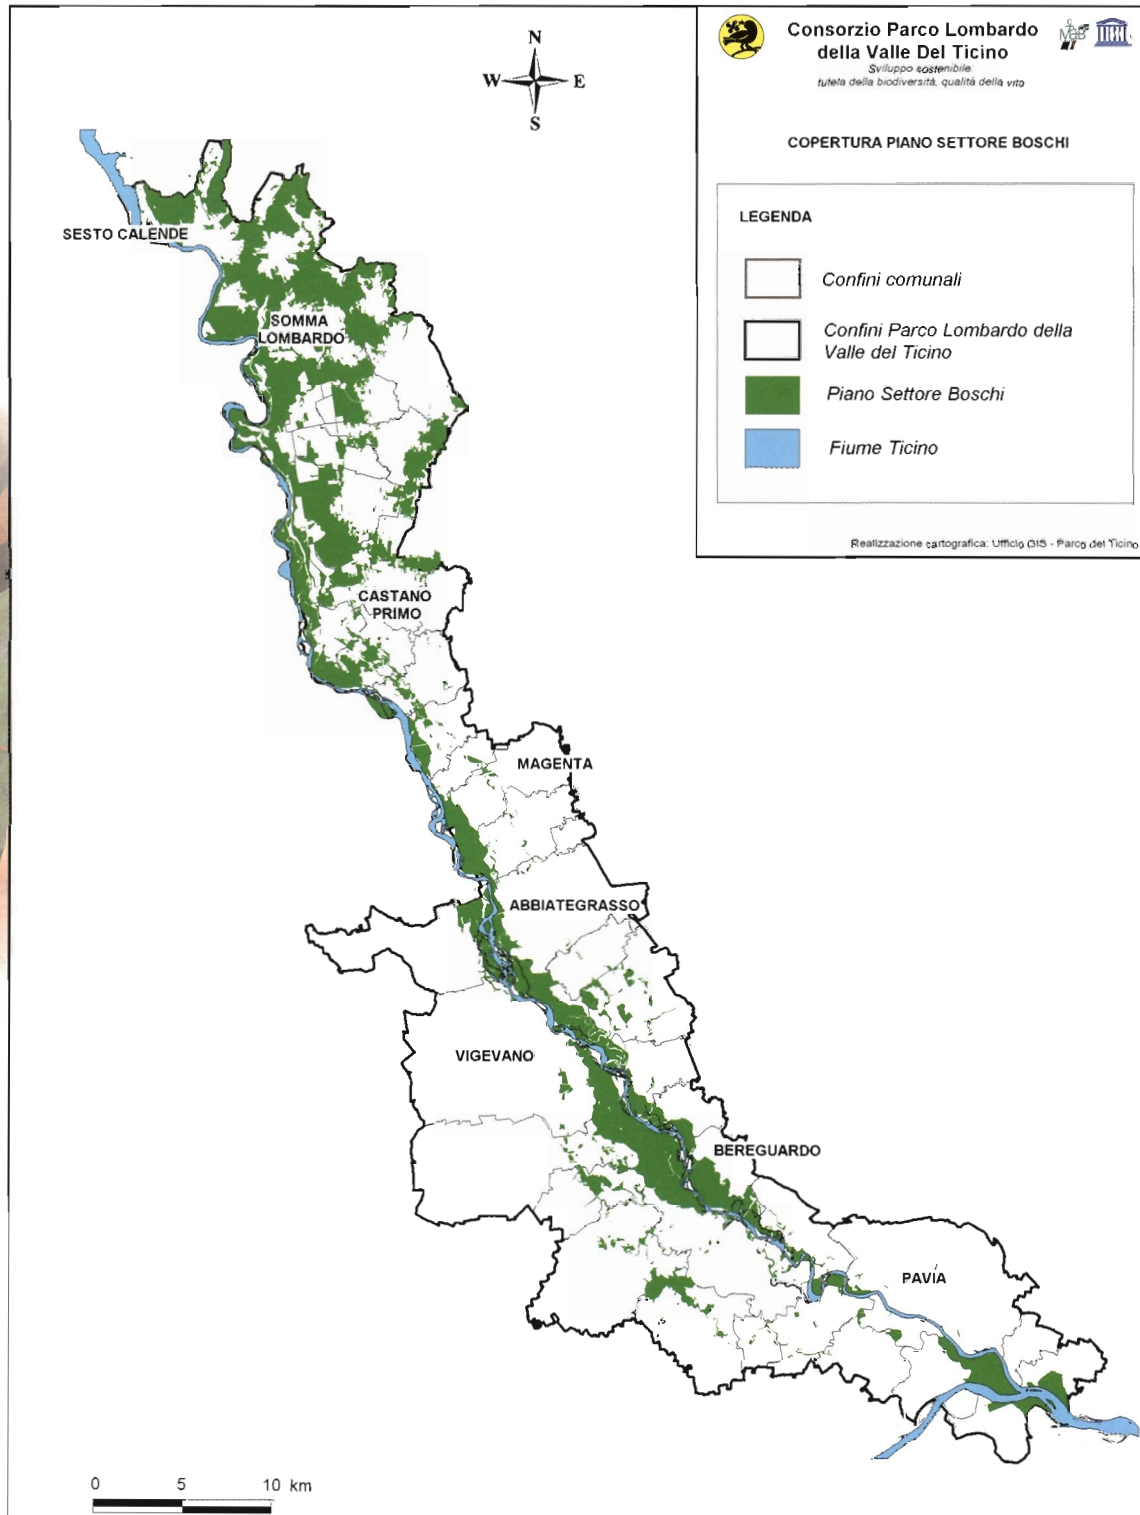 N
W E
S
Consorzio Parco Lombardo
della Valle Del Ticino
Sviluppo sostenibile
tutela della biodiversità, qualità della vita
MaB
COPERTURA PIANO SETTORE BOSCHI
LEGENDA
Confini comunali
Confini Parco Lombardo della
Valle del Ticino
Piano Settore Boschi
Fiume Ticino
Realizzazione cartografica: Ufficio GIS - Parco del Ticino
SESTO CALENDE
SOMMA
LOMBARDO
CASTANO
PRIMO
MAGENTA
ABBIATEGRASSO
VIGEVANO
BEREGUARDO
PAVIA
0 5 10 km